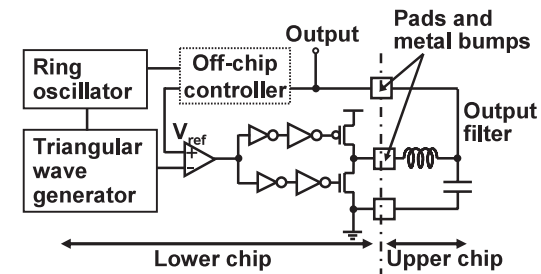 Pads and
metal bumps
Output
Ring
oscillator
Off-chip
controller
Output
filter
Vref
Triangular
wave
generator
+
-
Lower chip
Upper chip